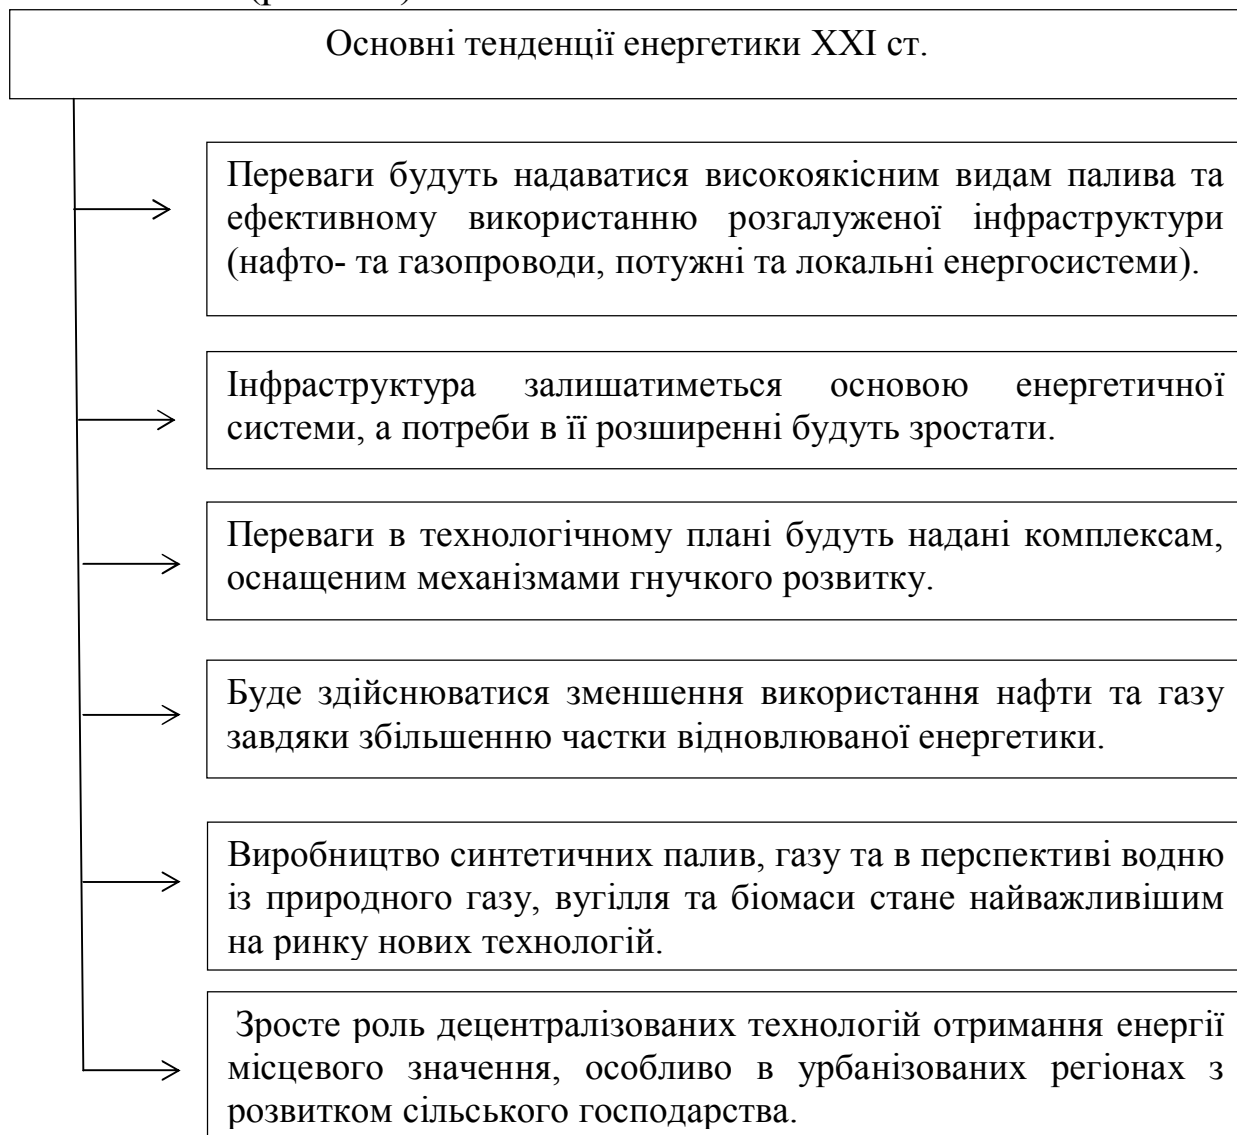 Основні тенденції енергетики XXI ст.
Переваги будуть надаватися високоякісним видам палива та
ефективному використанню розгалуженої інфраструктури
(нафто- та газопроводи, потужні та локальні енергосистеми).
Інфраструктура залишатиметься основою енергетичної
системи, а потреби в її розширенні будуть зростати.
Переваги в технологічному плані будуть надані комплексам,
оснащеним механізмами гнучкого розвитку.
Буде здійснюватися зменшення використання нафти та газу
завдяки збільшенню частки відновлюваної енергетики.
Виробництво синтетичних палив, газу та в перспективі водню
із природного газу, вугілля та біомаси стане найважливішим
на ринку нових технологій.
Зросте роль децентралізованих технологій отримання енергії
місцевого значення, особливо в урбанізованих регіонах з
розвитком сільського господарства.